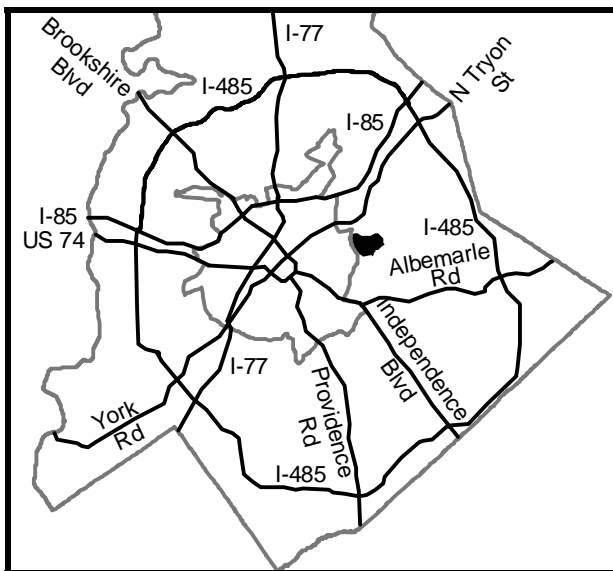 I-77
Brookshire
Blvd
N Tryon
St
I-485
I-85
I-85
US 74
I-485
Albemarle
Rd
Independence
Blvd
I-77
Providence
Rd
York
Rd
I-485